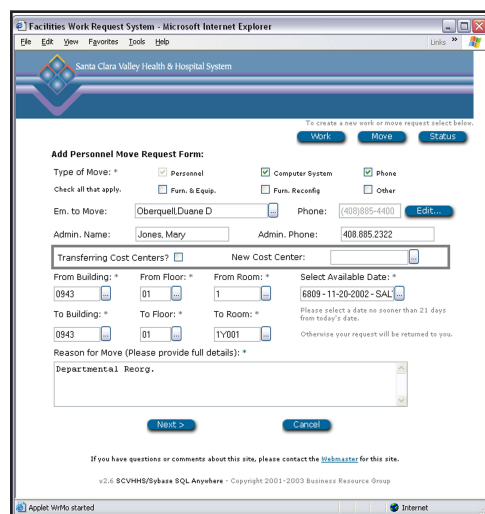 Facilities Work Request System - Microsoft Internet Explorer
File Edit View Favorites Tools Help Links »
Santa Clara Valley Health & Hospital System
To create a new work or move request select below.
Work Move Status
Add Personnel Move Request Form:
Type of Move: * Personnel Computer System Phone
Check all that apply. Furn. & Equip. Furn. Reconfig Other
Em. to Move: Oberquell,Duane D ... Phone: (408)885-4400 Edit...
Admin. Name: Jones, Mary Admin. Phone: 408.885.2322
Transferring Cost Centers? New Cost Center: ...
From Building: * From Floor: * From Room: * Select Available Date: *
0943 ... 01 ... 1 ... 6809 - 11-20-2002 - SAL ...
To Building: * To Floor: * To Room: * Please select a date no sooner than 21 days
from today's date.
0943 ... 01 ... 1Y001 ... Otherwise your request will be returned to you.
Reason for Move (Please provide full details): *
Departmental Reorg.
Next > Cancel
If you have questions or comments about this site, please contact the Webmaster for this site.
v2.6 SCVHHS/Sybase SQL Anywhere - Copyright 2001-2003 Business Resource Group
Applet WrMo started Internet